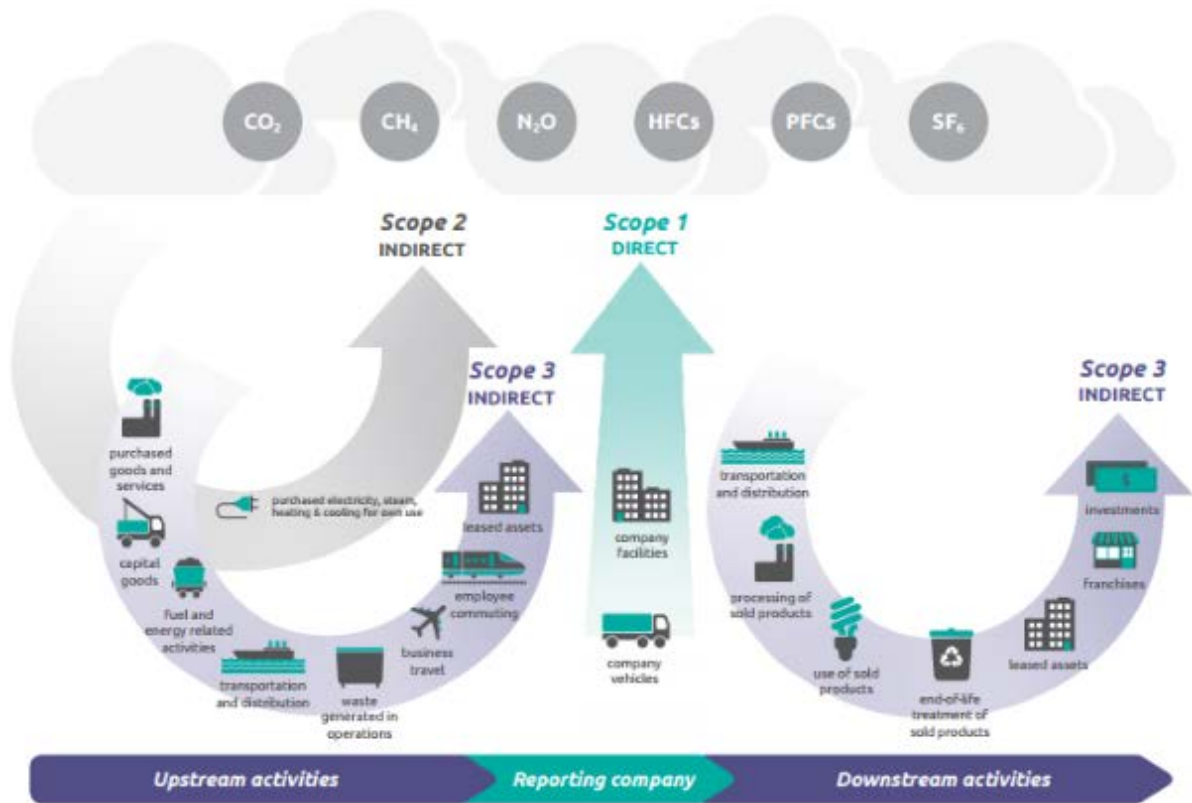 CO₂
CH₄
N₂O
HFCs
PFCs
SF₆
Scope 2
INDIRECT
Scope 1
DIRECT
Scope 3
INDIRECT
Scope 3
INDIRECT
purchased
goods and
services
capital
goods
fuel and
energy related
activities
transportation
and distribution
waste
generated in
operations
business
travel
employee
commuting
leased assets
purchased electricity, steam,
heating & cooling for own use
company
facilities
company
vehicles
transportation
and distribution
processing of
sold products
use of sold
products
end-of-life
treatment of
sold products
leased assets
franchises
$
investments
Upstream activities
Reporting company
Downstream activities